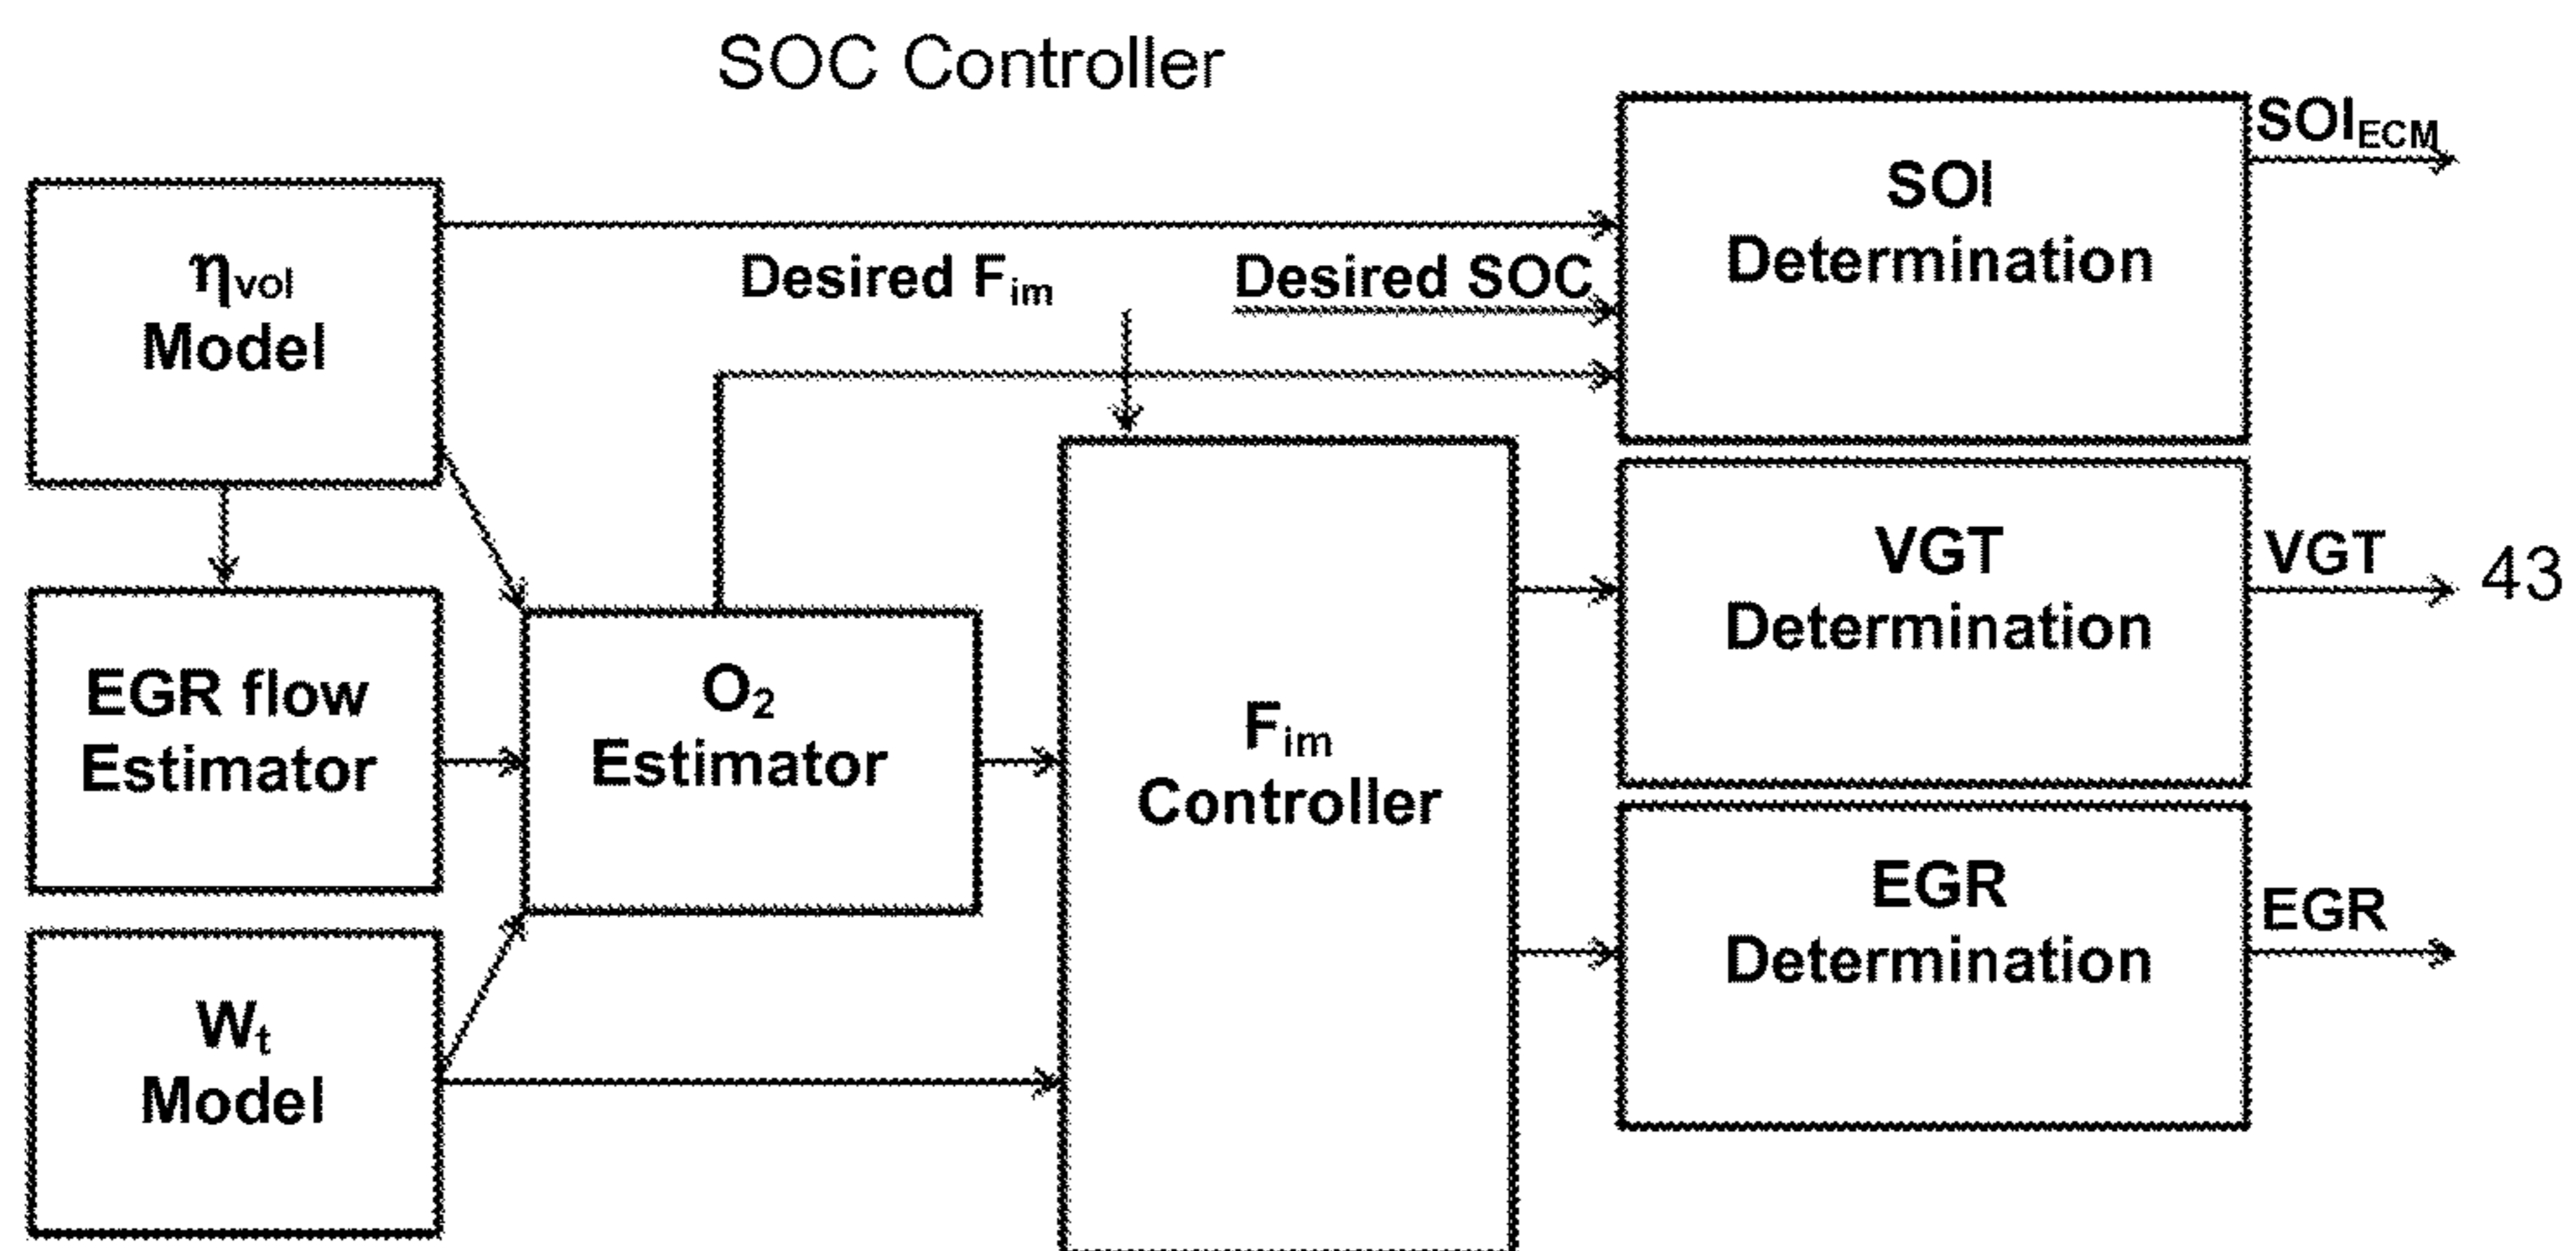 SOC Controller
ηvol
Model
EGR flow
Estimator
Wt
Model
O2
Estimator
Desired Fim
Desired SOC
Fim
Controller
SOI
Determination
SOIECM
VGT
Determination
VGT
43
EGR
Determination
EGR